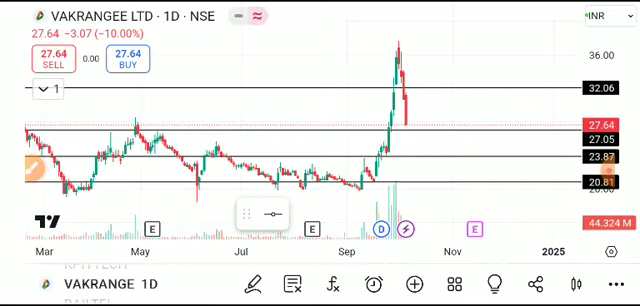 VAKRANGEE LTD · 1D · NSE
INR
27.64 −3.07 (−10.00%)
27.64
SELL
0.00
27.64
BUY
1
36.00
32.06
27.64
27.05
23.87
20.81
20.00
44.324 M
E
E
D
E
Mar
May
Jul
Sep
Nov
2025
VAKRANGE 1D